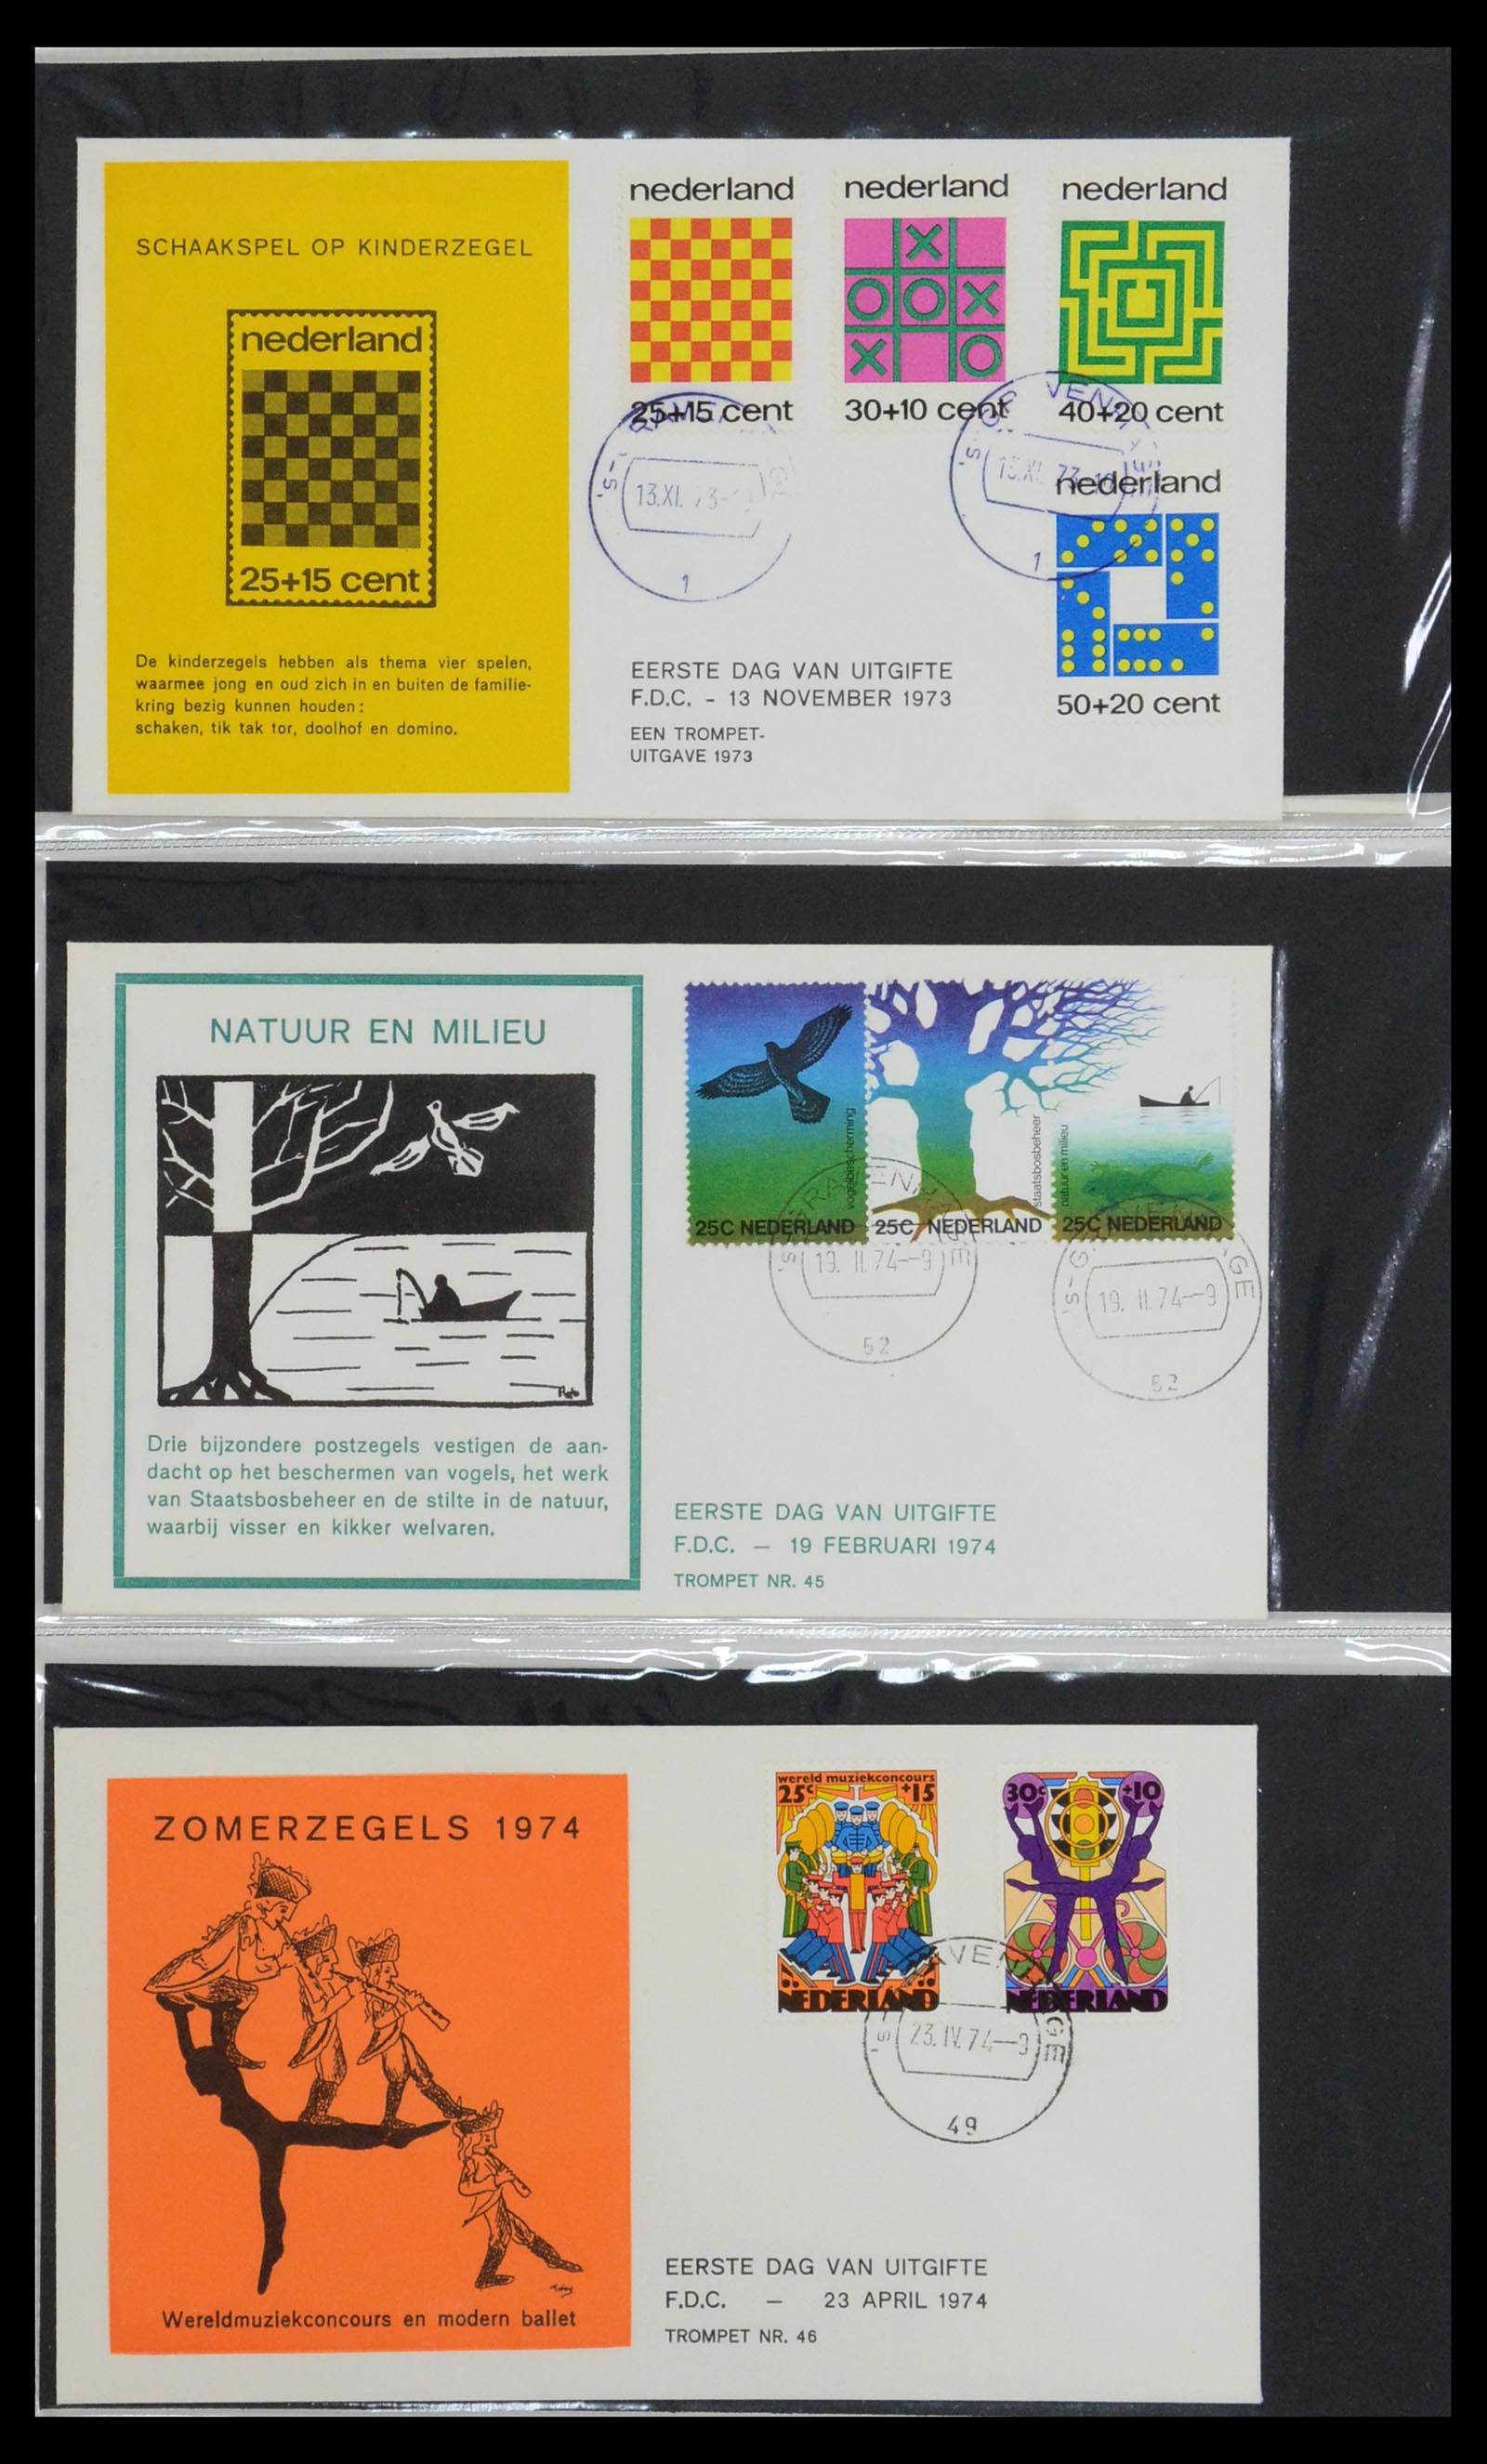 SCHAAKSPEL OP KINDERZEGEL
nederland
25+15 cent
De kinderzegels hebben als thema vier spelen,
waarmee jong en oud zich in en buiten de familie-
kring bezig kunnen houden:
schaken, tik tak tor, doolhof en domino.
nederland
25+15 cent
nederland
30+10 cent
nederland
40+20 cent
nederland
50+20 cent
13.XI.73
1
13.XI.73
1
EERSTE DAG VAN UITGIFTE
F.D.C. - 13 NOVEMBER 1973
EEN TROMPET-
UITGAVE 1973
NATUUR EN MILIEU
Drie bijzondere postzegels vestigen de aan-
dacht op het beschermen van vogels, het werk
van Staatsbosbeheer en de stilte in de natuur,
waarbij visser en kikker welvaren.
vogelbescherming
25C NEDERLAND
staatsbosbeheer
25C NEDERLAND
natuur en milieu
25C NEDERLAND
19. II.74--9
52
19. II.74--9
52
EERSTE DAG VAN UITGIFTE
F.D.C. — 19 FEBRUARI 1974
TROMPET NR. 45
ZOMERZEGELS 1974
Wereldmuziekconcours en modern ballet
wereld muziekconcours
25c +15
NEDERLAND
30c +10
NEDERLAND
23.IV.74—9
49
EERSTE DAG VAN UITGIFTE
F.D.C. — 23 APRIL 1974
TROMPET NR. 46